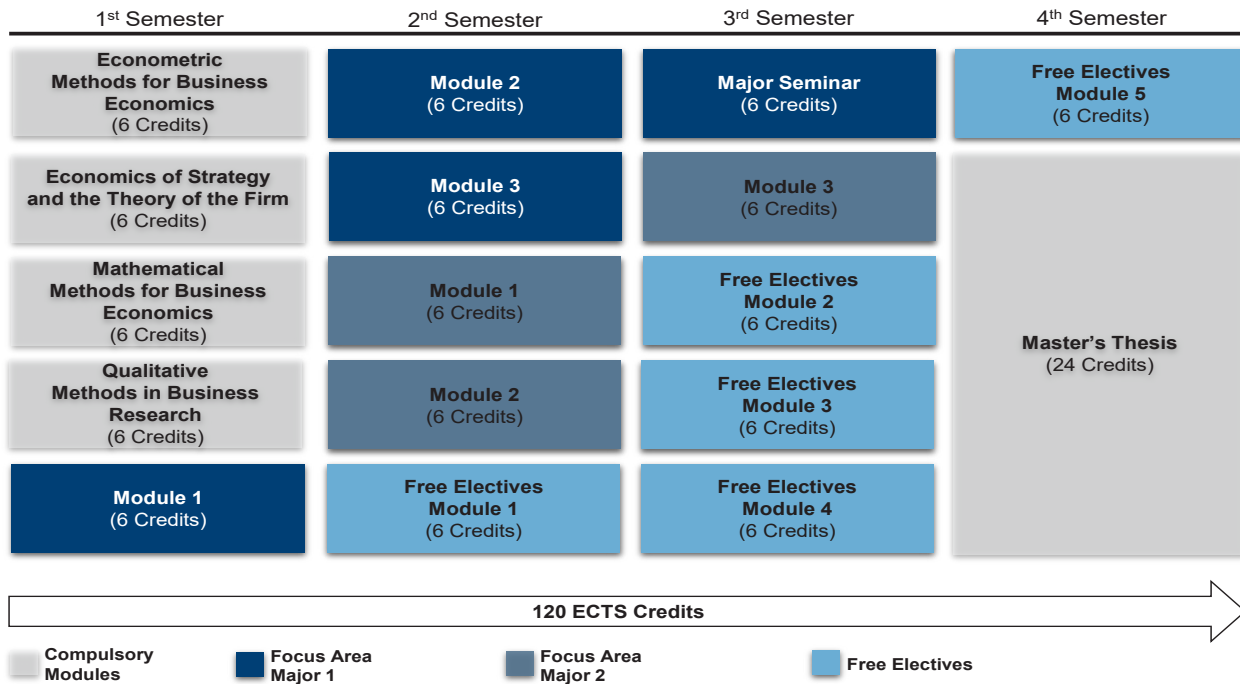 1st Semester
2nd Semester
3rd Semester
4th Semester
Econometric
Methods for Business
Economics
(6 Credits)
Module 2
(6 Credits)
Major Seminar
(6 Credits)
Free Electives
Module 5
(6 Credits)
Economics of Strategy
and the Theory of the Firm
(6 Credits)
Module 3
(6 Credits)
Module 3
(6 Credits)
Master’s Thesis
(24 Credits)
Mathematical
Methods for Business
Economics
(6 Credits)
Module 1
(6 Credits)
Free Electives
Module 2
(6 Credits)
Qualitative
Methods in Business
Research
(6 Credits)
Module 2
(6 Credits)
Free Electives
Module 3
(6 Credits)
Module 1
(6 Credits)
Free Electives
Module 1
(6 Credits)
Free Electives
Module 4
(6 Credits)
120 ECTS Credits
Compulsory
Modules
Focus Area
Major 1
Focus Area
Major 2
Free Electives